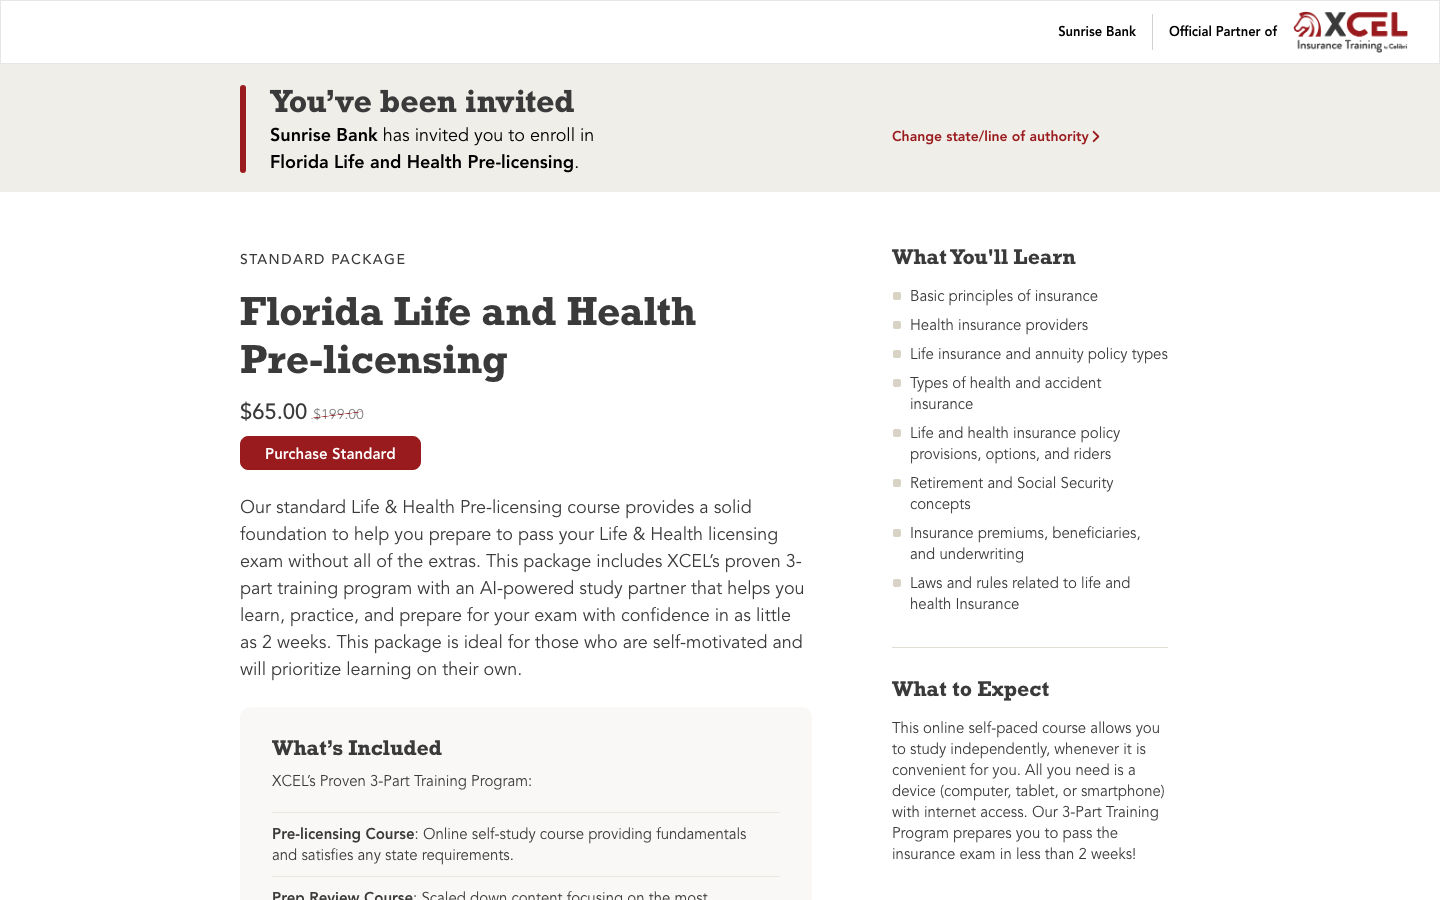 Sunrise Bank
Official Partner of
XCEL
Insurance Training by Colibri
You’ve been invited
Sunrise Bank has invited you to enroll in
Florida Life and Health Pre-licensing.
Change state/line of authority
STANDARD PACKAGE
Florida Life and Health
Pre-licensing
$65.00 $199.00
Purchase Standard
Our standard Life & Health Pre-licensing course provides a solid
foundation to help you prepare to pass your Life & Health licensing
exam without all of the extras. This package includes XCEL’s proven 3-
part training program with an AI-powered study partner that helps you
learn, practice, and prepare for your exam with confidence in as little
as 2 weeks. This package is ideal for those who are self-motivated and
will prioritize learning on their own.
What’s Included
XCEL’s Proven 3-Part Training Program:
Pre-licensing Course: Online self-study course providing fundamentals
and satisfies any state requirements.
Prep Review Course: Scaled down content focusing on the most
What You'll Learn
Basic principles of insurance
Health insurance providers
Life insurance and annuity policy types
Types of health and accident
insurance
Life and health insurance policy
provisions, options, and riders
Retirement and Social Security
concepts
Insurance premiums, beneficiaries,
and underwriting
Laws and rules related to life and
health Insurance
What to Expect
This online self-paced course allows you
to study independently, whenever it is
convenient for you. All you need is a
device (computer, tablet, or smartphone)
with internet access. Our 3-Part Training
Program prepares you to pass the
insurance exam in less than 2 weeks!